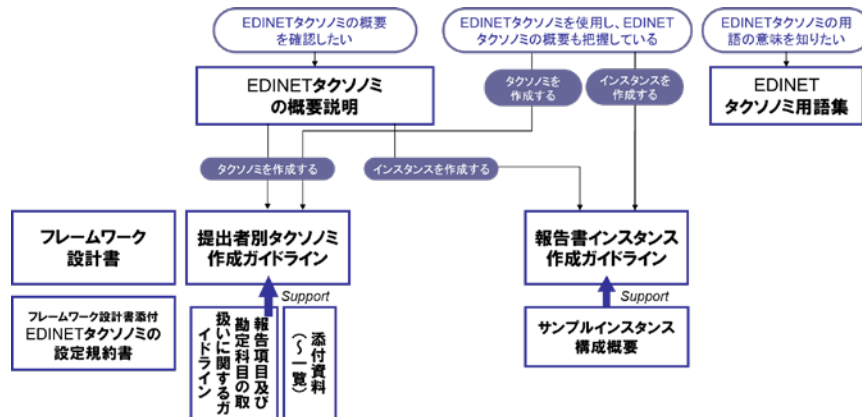 EDINETタクソノミの概要
を確認したい
EDINETタクソノミを使用し、EDINET
タクソノミの概要も把握している
EDINETタクソノミの用
語の意味を知りたい
EDINETタクソノミ
の概要説明
タクソノミを
作成する
インスタンスを
作成する
EDINET
タクソノミ用語集
タクソノミを作成する
インスタンスを作成する
フレームワーク
設計書
提出者別タクソノミ
作成ガイドライン
報告書インスタンス
作成ガイドライン
Support
Support
フレームワーク設計書添付
EDINETタクソノミの
設定規約書
報告項目及び
勘定科目の取
扱いに関するガ
イドライン
添付資料
（～一覧）
サンプルインスタンス
構成概要